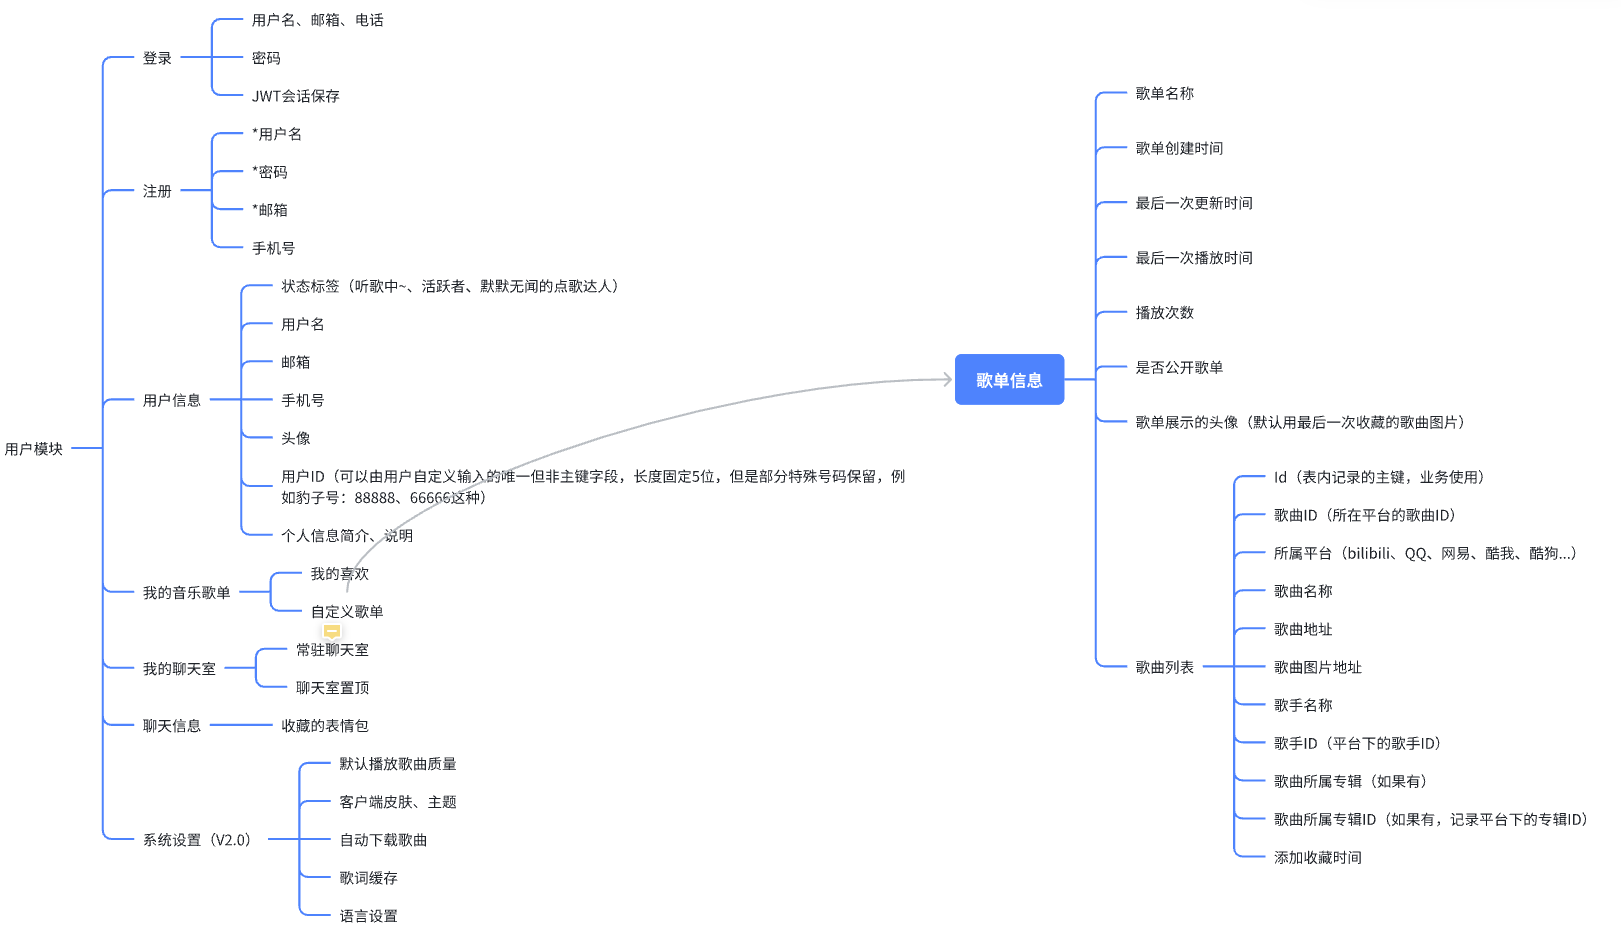 用户模块
登录
用户名、邮箱、电话
密码
JWT会话保存
注册
*用户名
*密码
*邮箱
手机号
用户信息
状态标签（听歌中~、活跃者、默默无闻的点歌达人）
用户名
邮箱
手机号
头像
用户ID（可以由用户自定义输入的唯一但非主键字段，长度固定5位，但是部分特殊号码保留，例
如豹子号：88888、66666这种）
个人信息简介、说明
我的音乐歌单
我的喜欢
自定义歌单
我的聊天室
常驻聊天室
聊天室置顶
聊天信息
收藏的表情包
系统设置（V2.0）
默认播放歌曲质量
客户端皮肤、主题
自动下载歌曲
歌词缓存
语言设置
歌单信息
歌单名称
歌单创建时间
最后一次更新时间
最后一次播放时间
播放次数
是否公开歌单
歌单展示的头像（默认用最后一次收藏的歌曲图片）
歌曲列表
Id（表内记录的主键，业务使用）
歌曲ID（所在平台的歌曲ID）
所属平台（bilibili、QQ、网易、酷我、酷狗...）
歌曲名称
歌曲地址
歌曲图片地址
歌手名称
歌手ID（平台下的歌手ID）
歌曲所属专辑（如果有）
歌曲所属专辑ID（如果有，记录平台下的专辑ID）
添加收藏时间